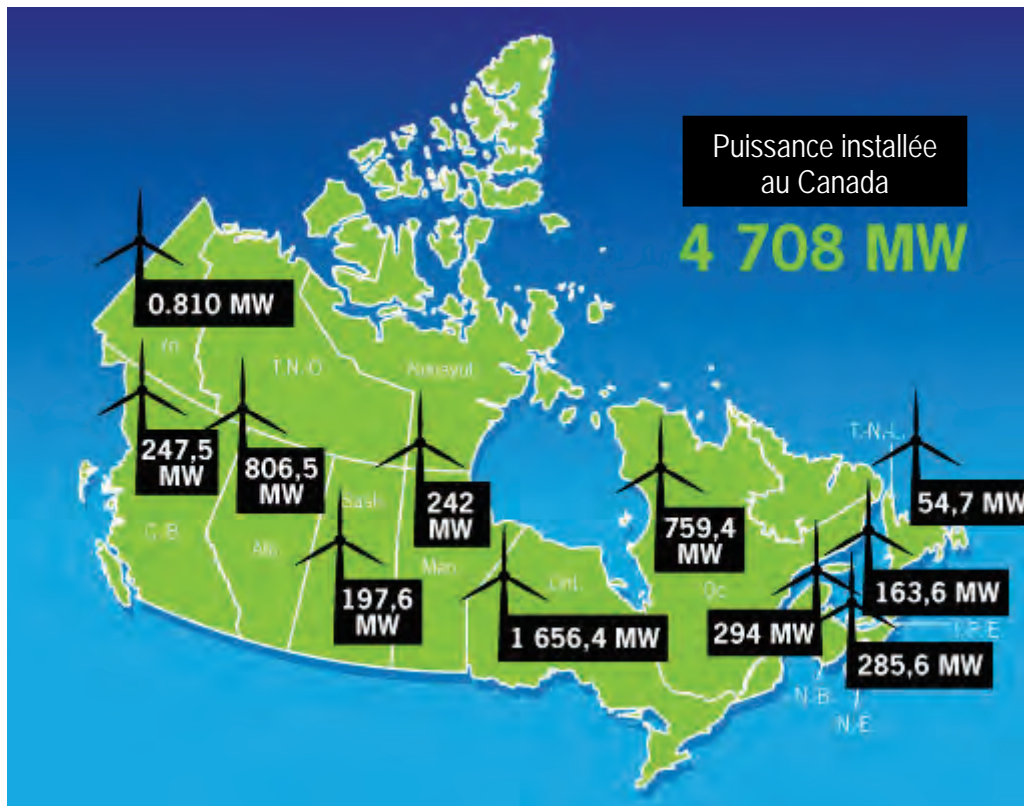 Puissance installée
au Canada
4 708 MW
0.810 MW
Yn
T.N.-O
Nunavut
T.-N.-L.
247,5
MW
806,5
MW
242
MW
759,4
MW
54,7 MW
C.-B.
Alb.
Sask.
Man.
Ont.
Qc
197,6
MW
1 656,4 MW
294 MW
163,6 MW
I.-P.-E.
285,6 MW
N.-B.
N.-E.